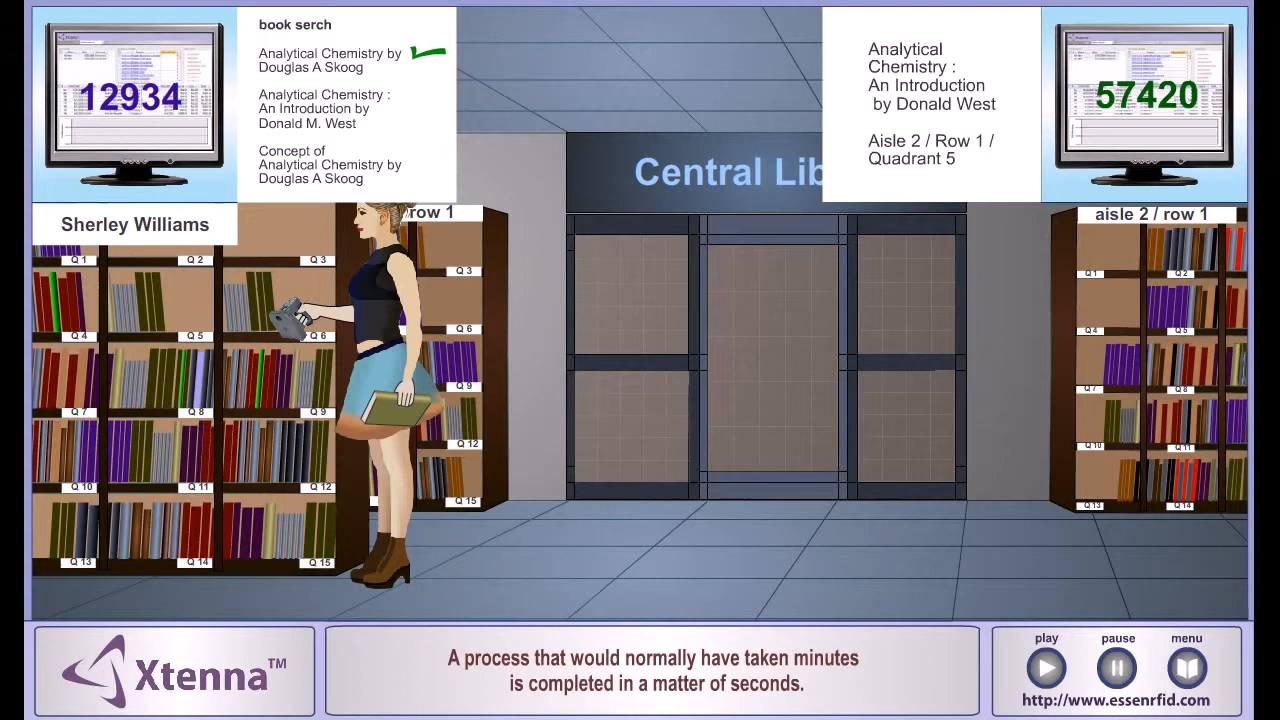 12934
Sherley Williams
book serch
Analytical Chemistry by
Douglas A Skoog
Analytical Chemistry :
An Introduction by
Donald M. West
Concept of
Analytical Chemistry by
Douglas A Skoog
Central Lib
Analytical
Chemistry :
An Introduction
by Donald West
Aisle 2 / Row 1 /
Quadrant 5
57420
row 1
aisle 2 / row 1
Q 1
Q 2
Q 3
Q 4
Q 5
Q 6
Q 7
Q 8
Q 9
Q 10
Q 11
Q 12
Q 13
Q 14
Q 15
Q 3
Q 6
Q 9
Q 12
Q 15
Q 1
Q 2
Q 4
Q 5
Q 7
Q 8
Q 10
Q 11
Q 13
Q 14
Xtenna™
A process that would normally have taken minutes
is completed in a matter of seconds.
play pause menu
http://www.essenrfid.com